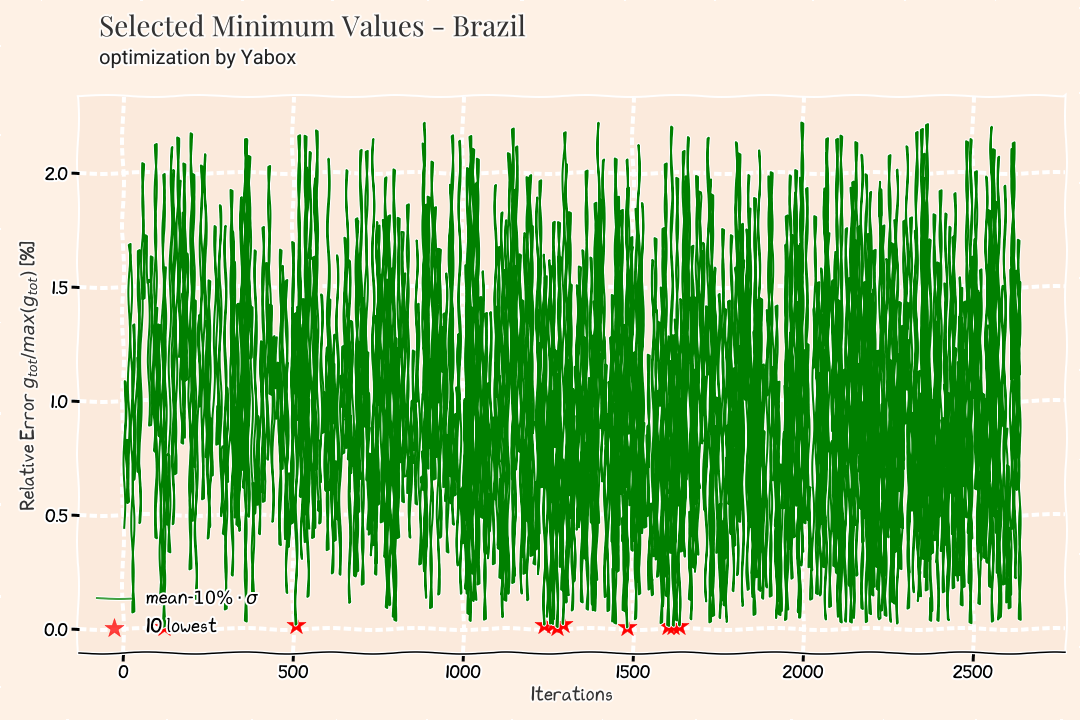 Selected Minimum Values - Brazil
optimization by Yabox
Relative Error g_tot/max(g_tot) [%]
2.0
1.5
1.0
0.5
0.0
mean-10% · σ
10 lowest
0 500 1000 1500 2000 2500
Iterations